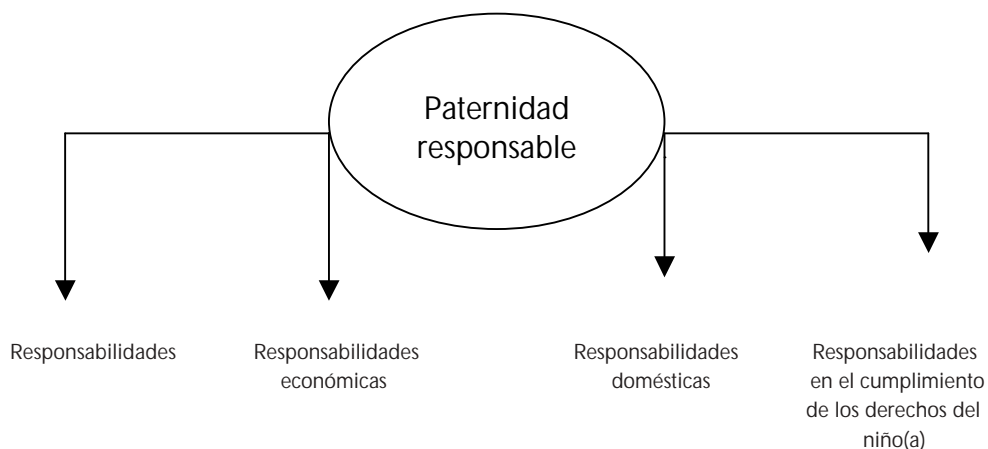 Paternidad
responsable
Responsabilidades
Responsabilidades
económicas
Responsabilidades
domésticas
Responsabilidades
en el cumplimiento
de los derechos del
niño(a)